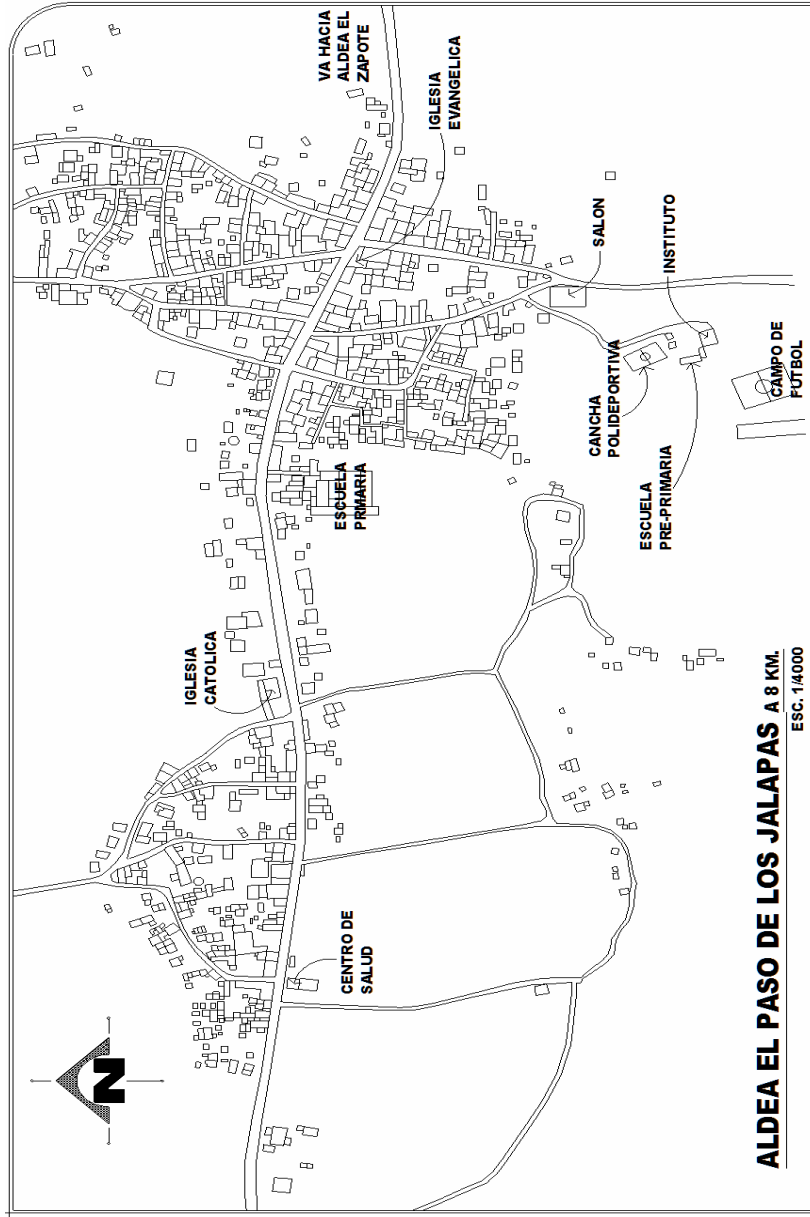 VA HACIA
ALDEA EL
ZAPOTE
IGLESIA
EVANGELICA
SALON
INSTITUTO
CAMPO DE
FUTBOL
CANCHA
POLIDEPORTIVA
ESCUELA
PRE-PRIMARIA
ESCUELA
PRMARIA
IGLESIA
CATOLICA
CENTRO DE
SALUD
N
ALDEA EL PASO DE LOS JALAPAS A 8 KM.
ESC. 1/4000